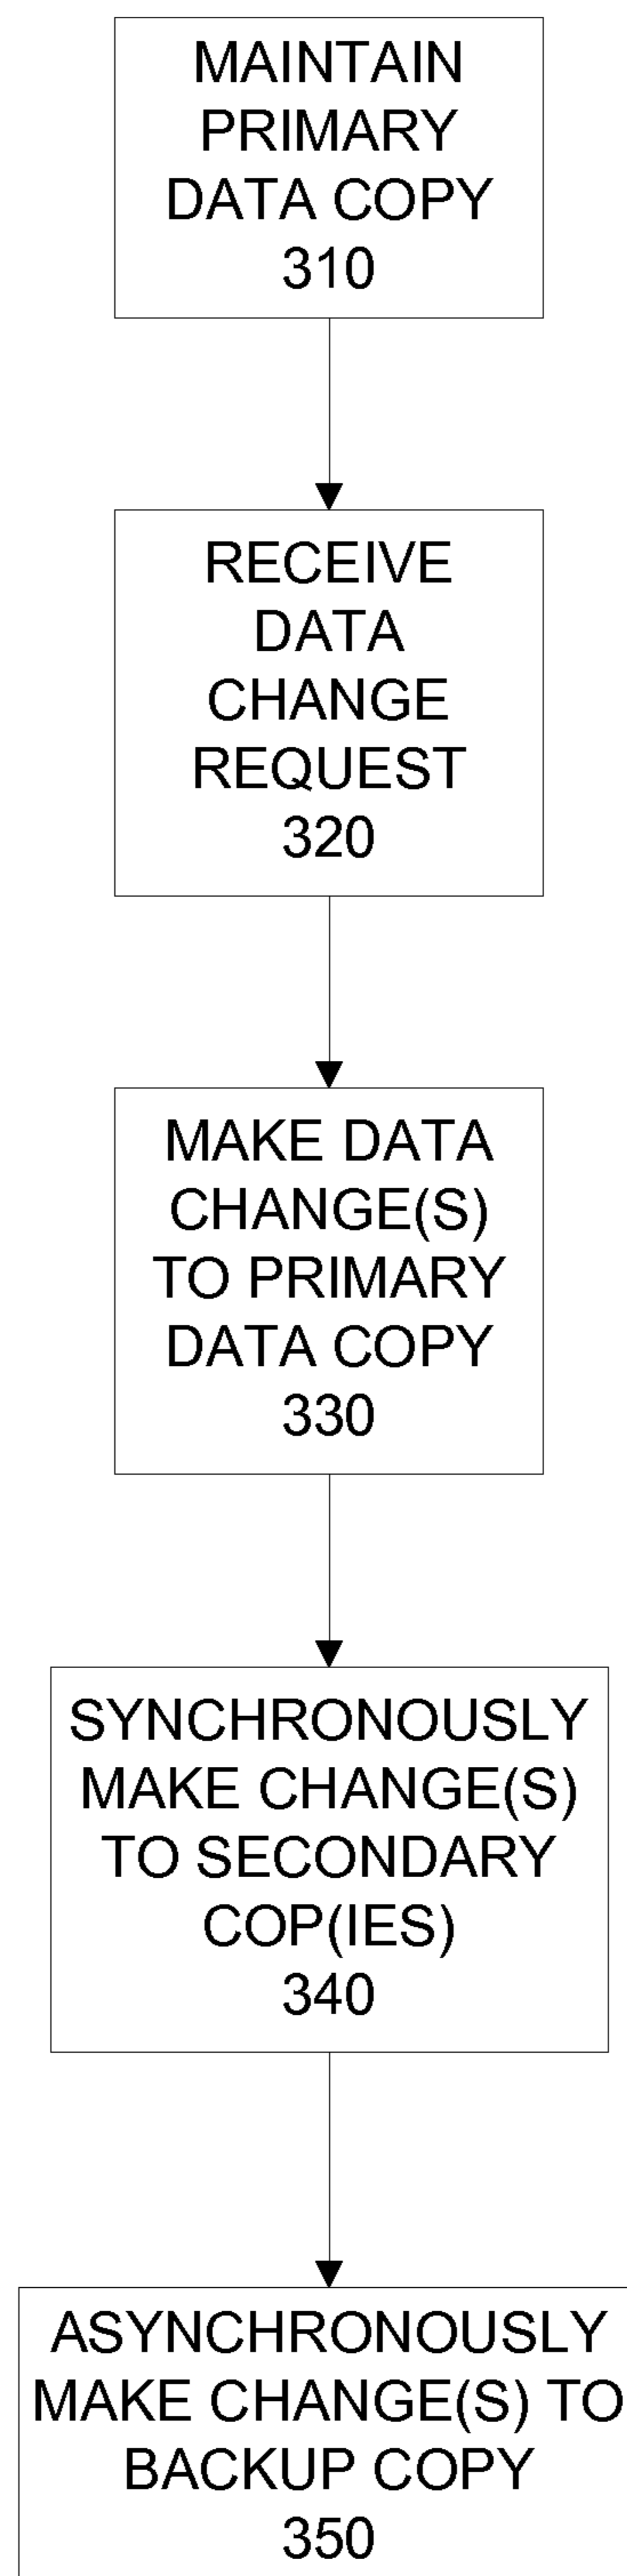 MAINTAIN
PRIMARY
DATA COPY
310
RECEIVE
DATA
CHANGE
REQUEST
320
MAKE DATA
CHANGE(S)
TO PRIMARY
DATA COPY
330
SYNCHRONOUSLY
MAKE CHANGE(S)
TO SECONDARY
COP(IES)
340
ASYNCHRONOUSLY
MAKE CHANGE(S) TO
BACKUP COPY
350